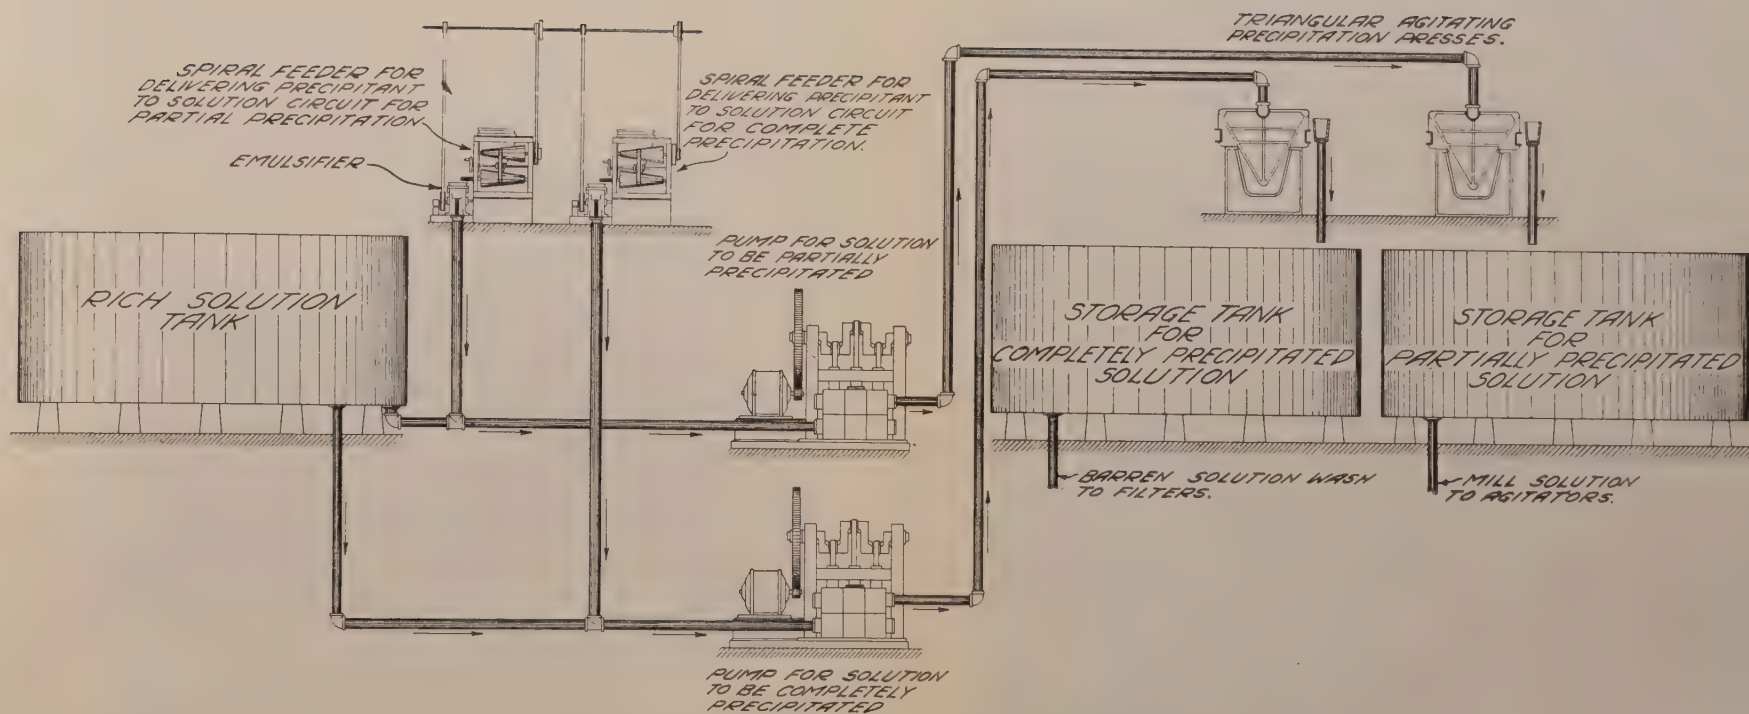 TRIANGULAR AGITATING
PRECIPITATION PRESSES.
SPIRAL FEEDER FOR
DELIVERING PRECIPITANT
TO SOLUTION CIRCUIT FOR
PARTIAL PRECIPITATION
SPIRAL FEEDER FOR
DELIVERING PRECIPITANT
TO SOLUTION CIRCUIT
FOR COMPLETE
PRECIPITATION.
EMULSIFIER
RICH SOLUTION
TANK
PUMP FOR SOLUTION
TO BE PARTIALLY
PRECIPITATED
STORAGE TANK
FOR
COMPLETELY PRECIPITATED
SOLUTION
STORAGE TANK
FOR
PARTIALLY PRECIPITATED
SOLUTION
BARREN SOLUTION WASH
TO FILTERS.
MILL SOLUTION
TO AGITATORS.
PUMP FOR SOLUTION
TO BE COMPLETELY
PRECIPITATED